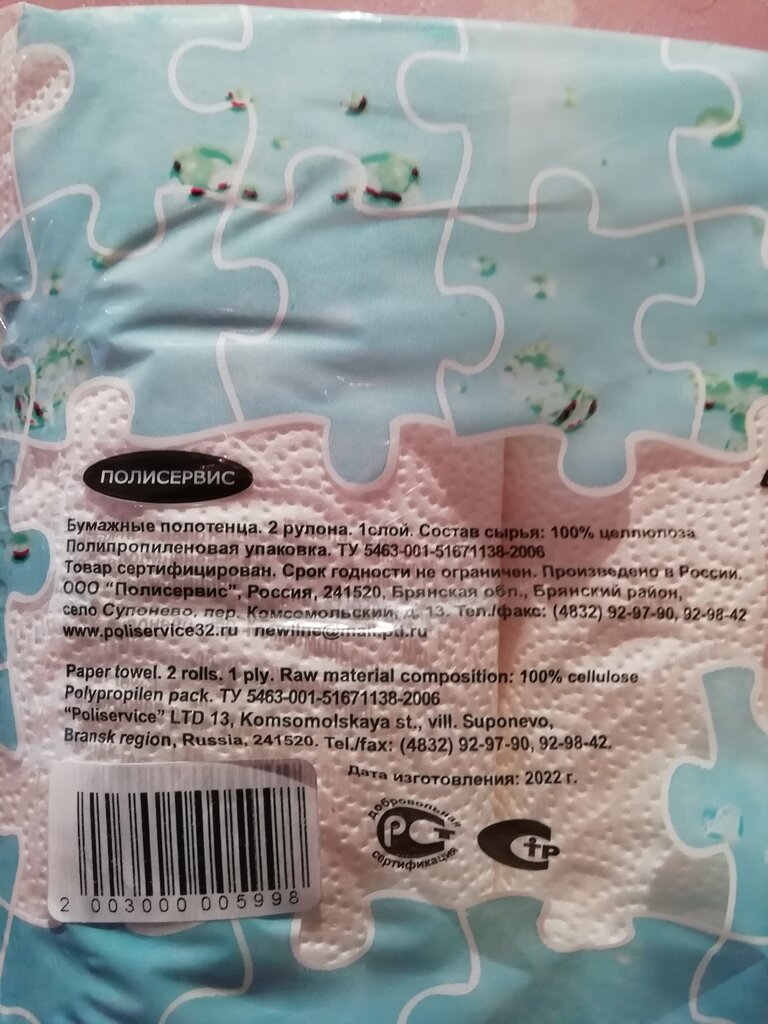 ПОЛИСЕРВИС
Бумажные полотенца. 2 рулона. 1слой. Состав сырья: 100% целлюлоза
Полипропиленовая упаковка. ТУ 5463-001-51671138-2006
Товар сертифицирован. Срок годности не ограничен. Произведено в России.
ООО "Полисервис", Россия, 241520, Брянская обл., Брянский район,
село Супонево, пер. Комсомольский, д. 13. Тел./факс: (4832) 92-97-90, 92-98-42
www.poliservice32.ru
Paper towel. 2 rolls. 1 ply. Raw material composition: 100% cellulose
Polypropilen pack. ТУ 5463-001-51671138-2006
"Poliservice" LTD 13, Komsomolskaya st., vill. Suponevo,
Bransk region, Russia, 241520. Tel./fax: (4832) 92-97-90, 92-98-42.
Дата изготовления: 2022 г.
добровольная
РСт
сертификация
Стр
2 003000 005998